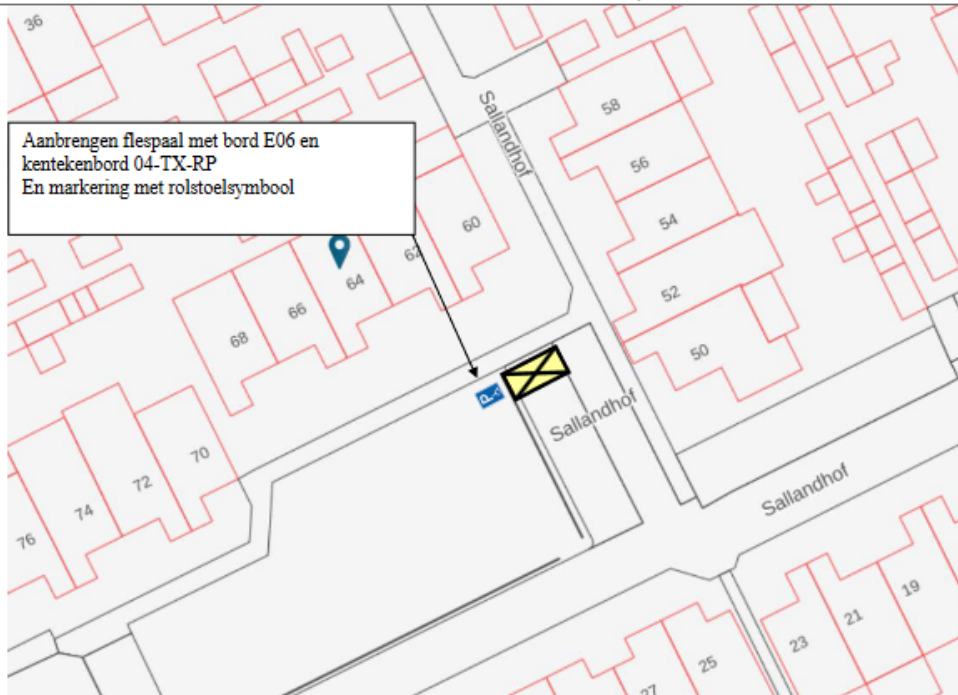 36
58
Sallandhof
Aanbrengen flespaal met bord E06 en
kentekenbord 04-TX-RP
En markering met rolstoelsymbool
56
54
60
62
64
52
66
68
50
P
Sallandhof
70
72
74
76
Sallandhof
19
21
23
25
27